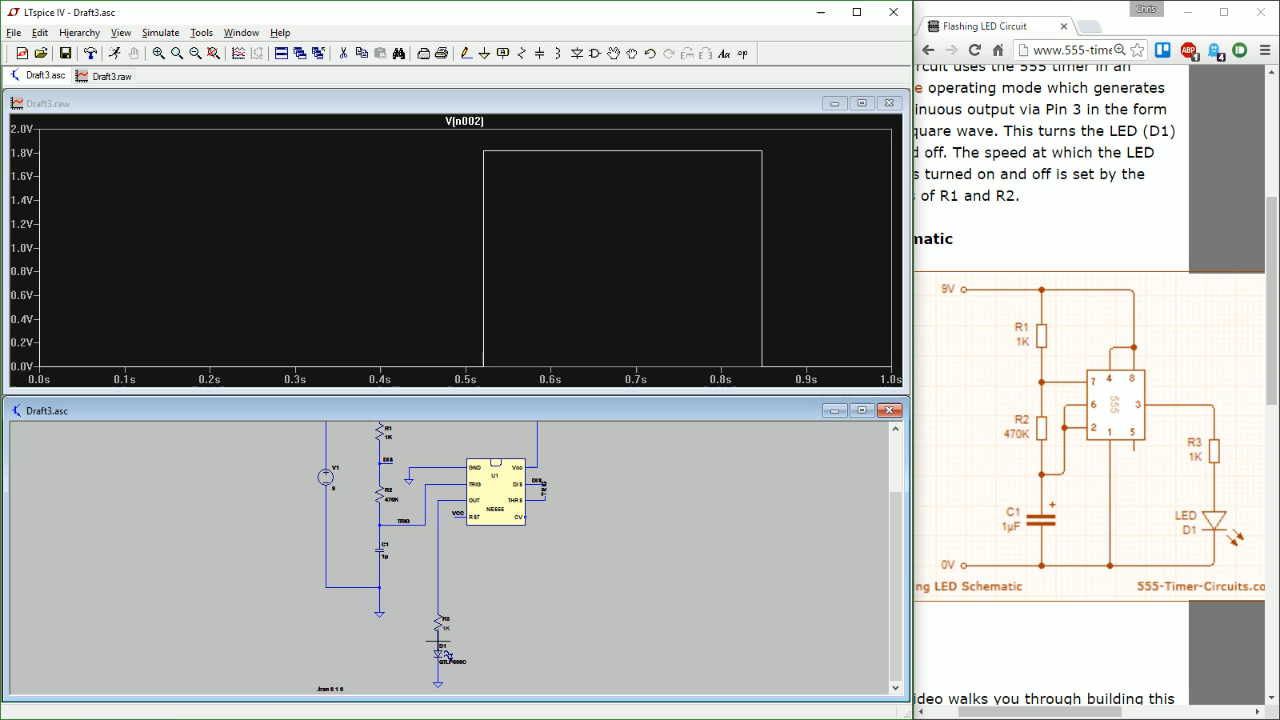 LTspice IV - Draft3.asc
File Edit Hierarchy View Simulate Tools Window Help
Draft3.asc Draft3.raw
Draft3.raw
V(n002)
2.0V
1.8V
1.6V
1.4V
1.2V
1.0V
0.8V
0.6V
0.4V
0.2V
0.0V
0.0s 0.1s 0.2s 0.3s 0.4s 0.5s 0.6s 0.7s 0.8s 0.9s 1.0s
Draft3.asc
R1
1K
DIS
V1
9
R2
470K
TRIG
C1
1µ
GND Vcc
U1
TRIG DIS
DIS
TRIG
OUT THRS
NE555
VCC
RST CV
R3
1K
D1
.tran 0 1 0
Chris
Flashing LED Circuit
www.555-time
rcuit uses the 555 timer in an
e operating mode which generates
inuous output via Pin 3 in the form
quare wave. This turns the LED (D1)
d off. The speed at which the LED
s turned on and off is set by the
s of R1 and R2.
matic
9V
R1
1K
4 8
7
6
555
3
2
1 5
R2
470K
R3
1K
C1
1µF
+
LED
D1
0V
ng LED Schematic 555-Timer-Circuits.co
ideo walks you through building this